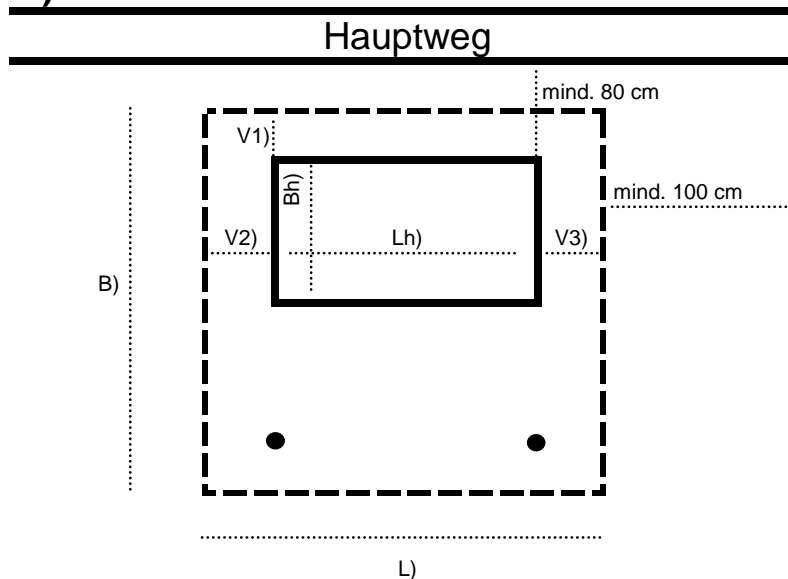 )
Hauptweg
mind. 80 cm
V1)
Bh)
mind. 100 cm
V2)
Lh)
V3)
B)
L)